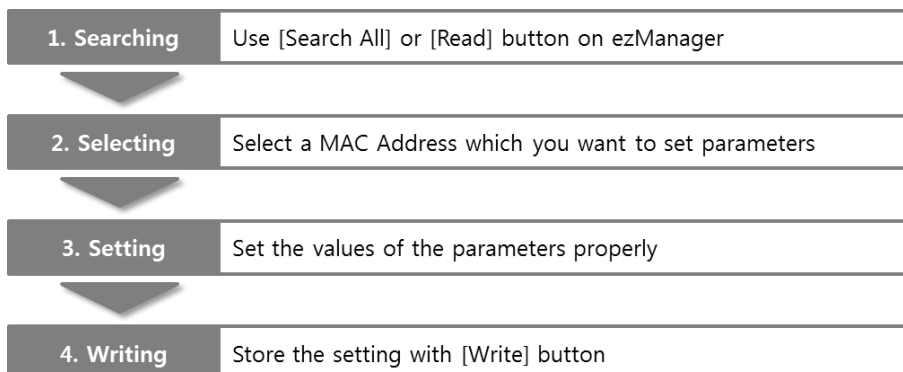 1. Searching Use [Search All] or [Read] button on ezManager
2. Selecting Select a MAC Address which you want to set parameters
3. Setting Set the values of the parameters properly
4. Writing Store the setting with [Write] button